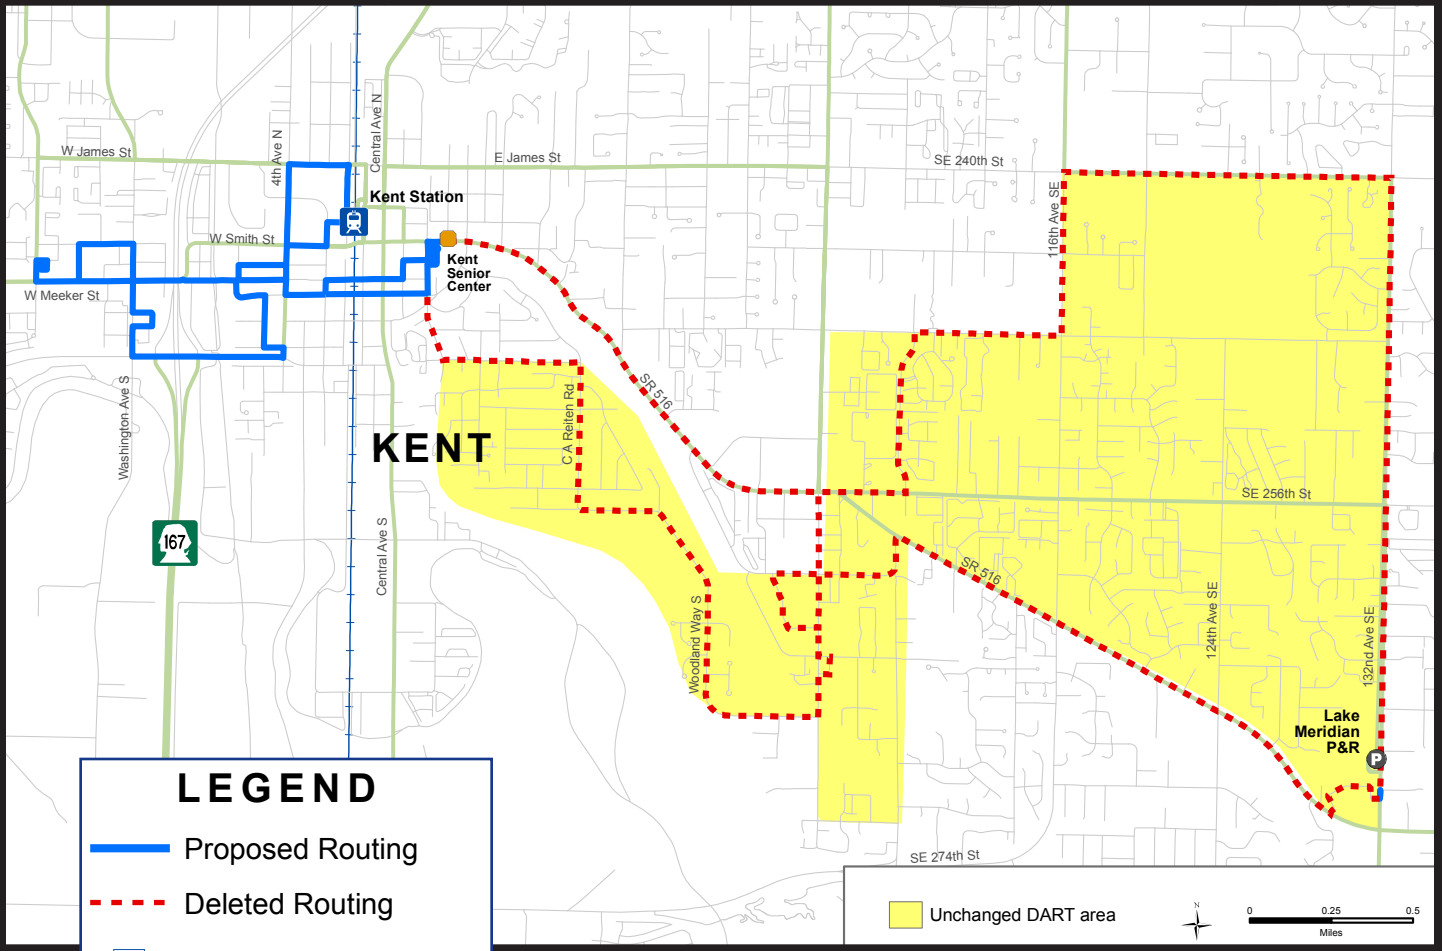 W James St
4th Ave N
Central Ave N
E James St
SE 240th St
Kent Station
116th Ave SE
W Smith St
Kent
Senior
Center
W Meeker St
SR 516
Washington Ave S
C A Reiten Rd
KENT
SE 256th St
167
Central Ave S
SR 516
Woodland Way S
124th Ave SE
132nd Ave SE
Lake
Meridian
P&R
P
LEGEND
Proposed Routing
Deleted Routing
SE 274th St
Unchanged DART area
N
0 0.25 0.5
Miles